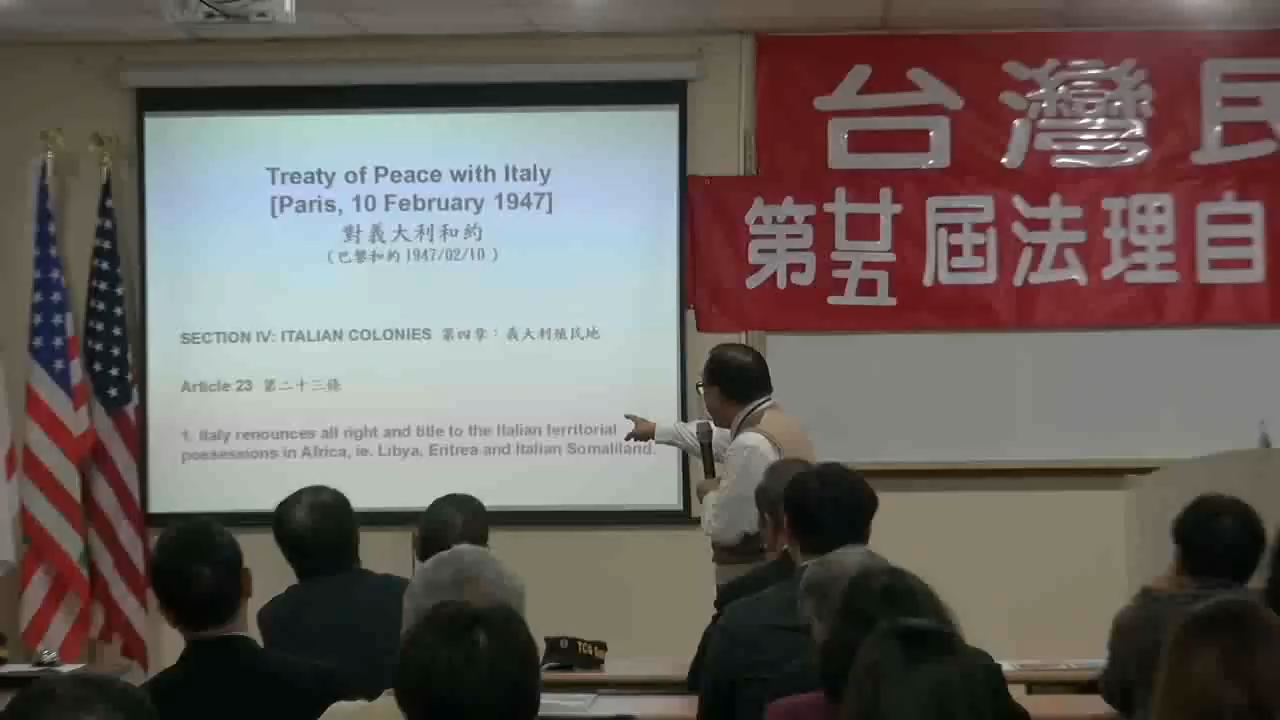 Treaty of Peace with Italy
[Paris, 10 February 1947]
對義大利和約
(巴黎和約 1947/02/10 )
SECTION IV: ITALIAN COLONIES 第四章：義大利殖民地
Article 23 第二十三條
1. Italy renounces all right and title to the Italian territorial
possessions in Africa, ie. Libya, Eritrea and Italian Somaliland.
台灣民
第廿五屆法理自
TCG